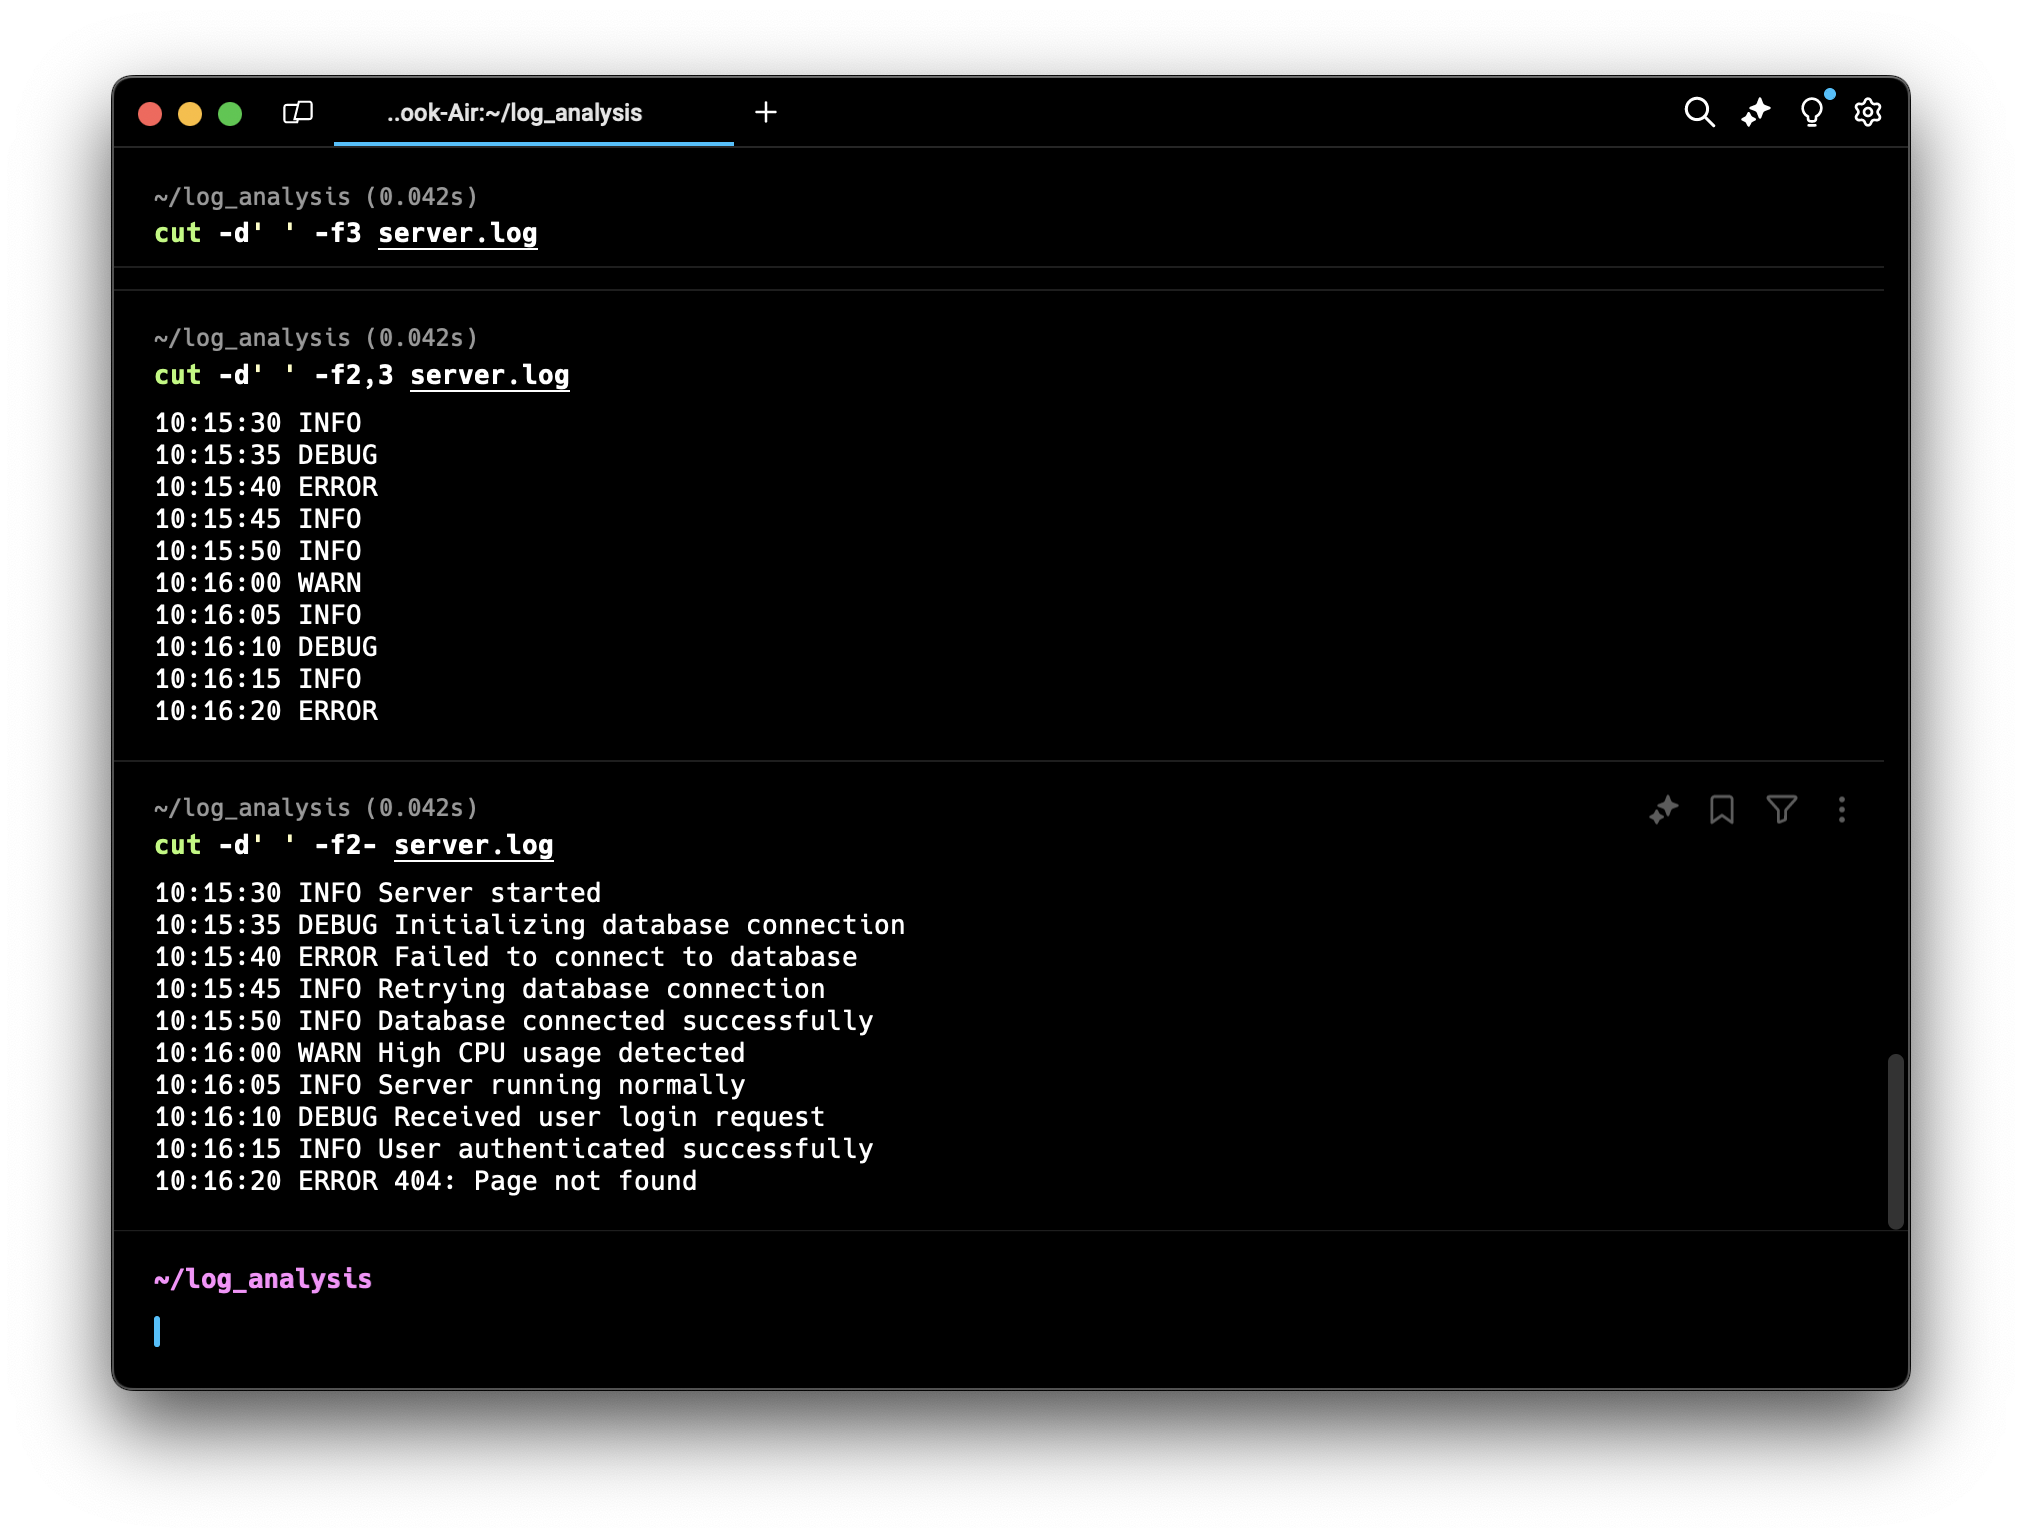 ..ook-Air:~/log_analysis
~/log_analysis (0.042s)
cut -d' ' -f3 server.log
~/log_analysis (0.042s)
cut -d' ' -f2,3 server.log
10:15:30 INFO
10:15:35 DEBUG
10:15:40 ERROR
10:15:45 INFO
10:15:50 INFO
10:16:00 WARN
10:16:05 INFO
10:16:10 DEBUG
10:16:15 INFO
10:16:20 ERROR
~/log_analysis (0.042s)
cut -d' ' -f2- server.log
10:15:30 INFO Server started
10:15:35 DEBUG Initializing database connection
10:15:40 ERROR Failed to connect to database
10:15:45 INFO Retrying database connection
10:15:50 INFO Database connected successfully
10:16:00 WARN High CPU usage detected
10:16:05 INFO Server running normally
10:16:10 DEBUG Received user login request
10:16:15 INFO User authenticated successfully
10:16:20 ERROR 404: Page not found
~/log_analysis